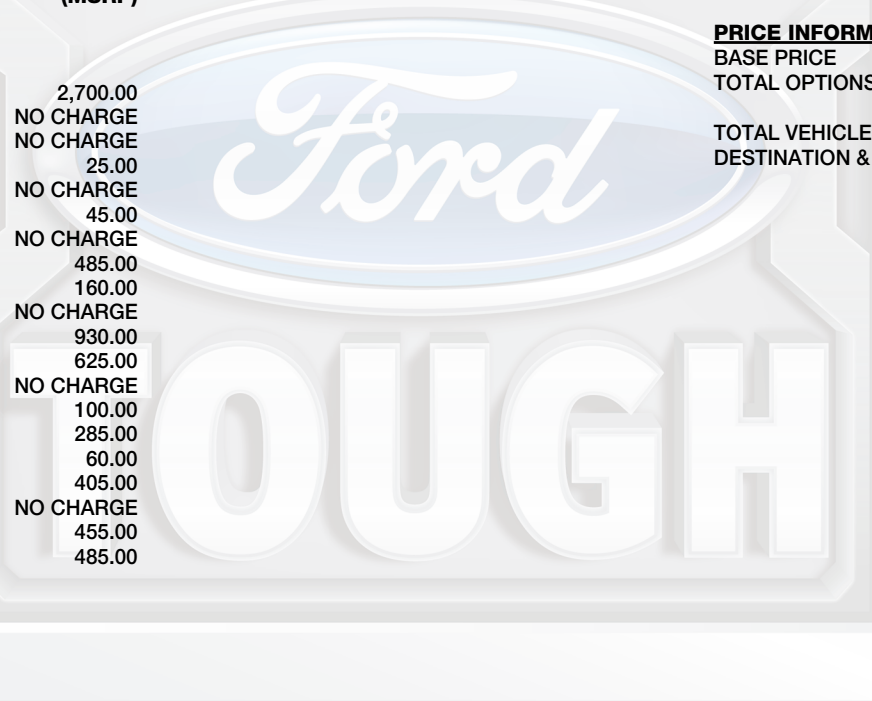 (MSRP)
2,700.00
NO CHARGE
NO CHARGE
25.00
NO CHARGE
45.00
NO CHARGE
485.00
160.00
NO CHARGE
930.00
625.00
NO CHARGE
100.00
285.00
60.00
405.00
NO CHARGE
455.00
485.00
PRICE INFORM
BASE PRICE
TOTAL OPTIONS
TOTAL VEHICLE
DESTINATION &
Ford
TOUGH